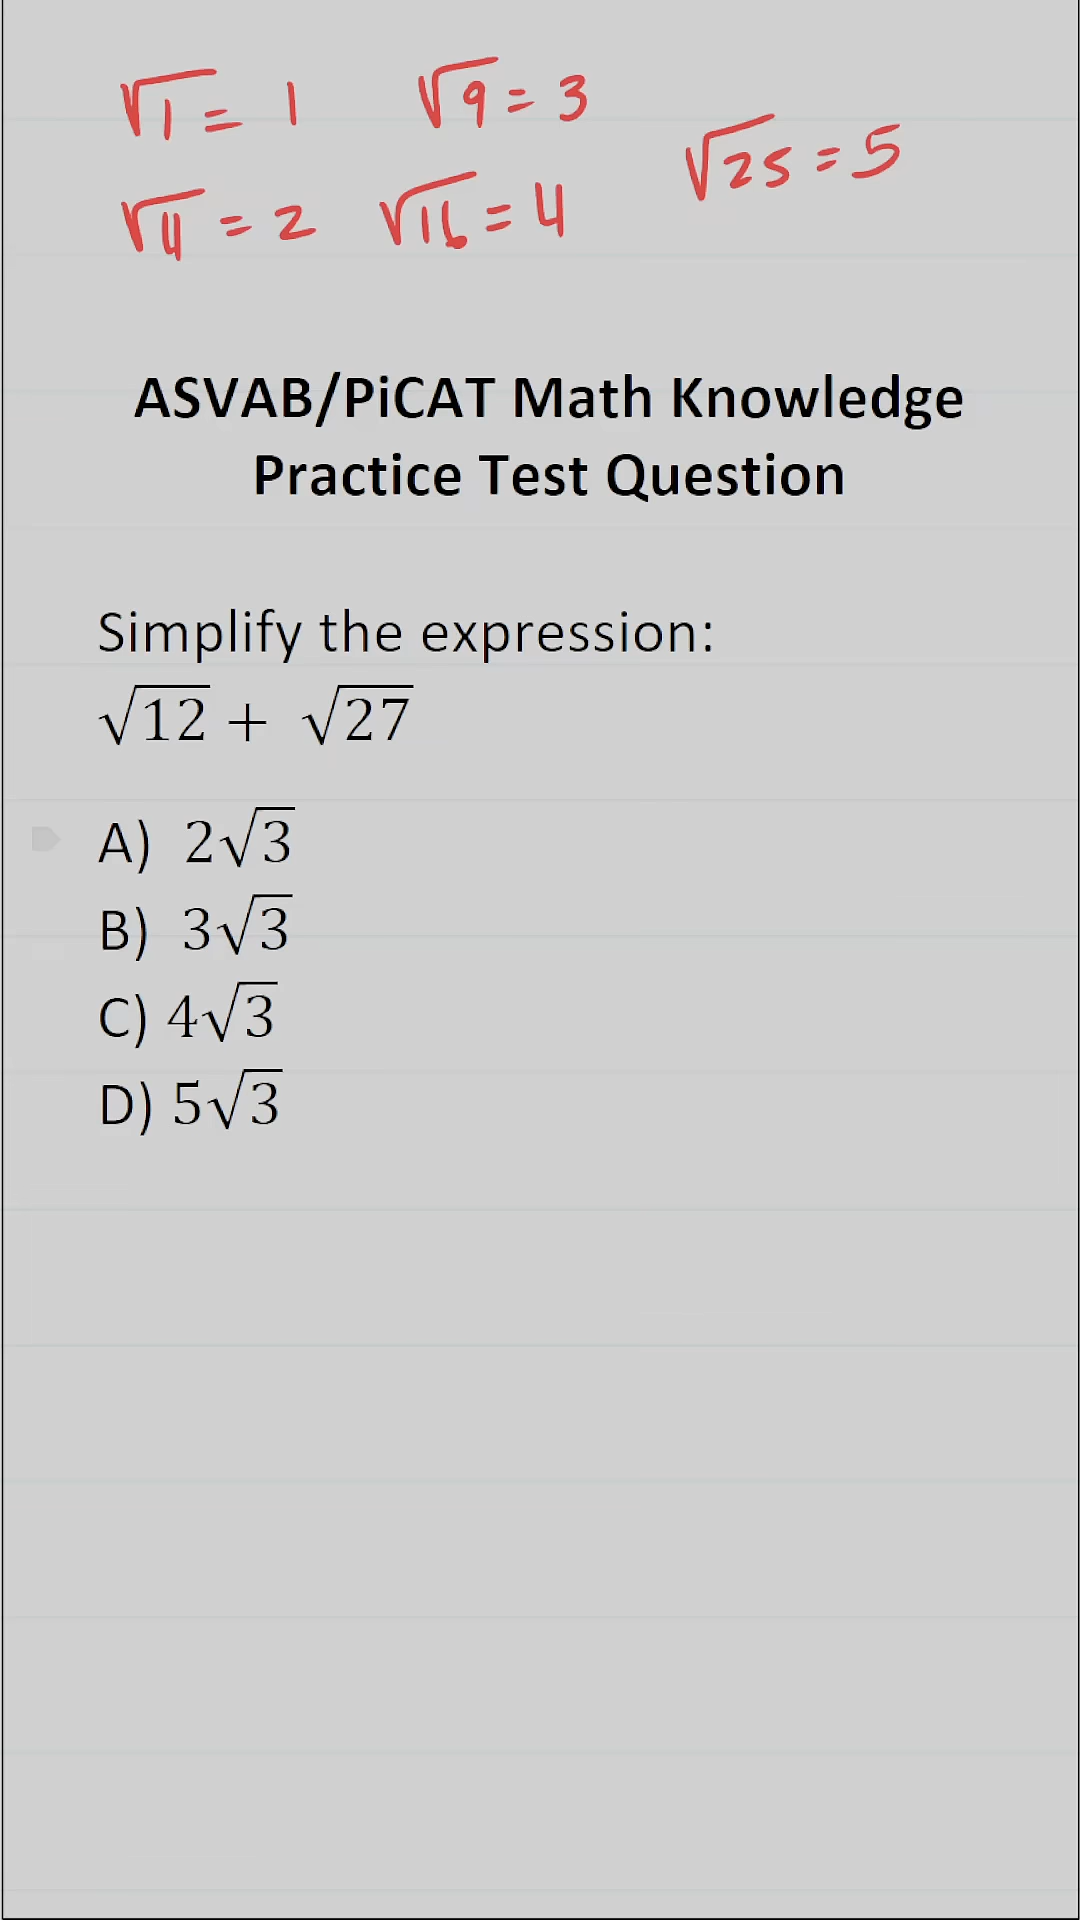 √1 = 1 √9 = 3
√25 = 5
√4 = 2 √16 = 4
ASVAB/PiCAT Math Knowledge
Practice Test Question
Simplify the expression:
√12 + √27
A) 2√3
B) 3√3
C) 4√3
D) 5√3